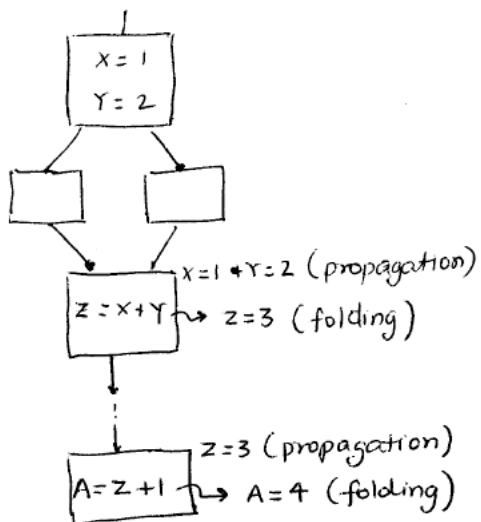 X = 1
Y = 2
X=1 + Y=2 (propagation)
Z = X+Y → Z=3 (folding)
Z=3 (propagation)
A=Z+1 → A=4 (folding)